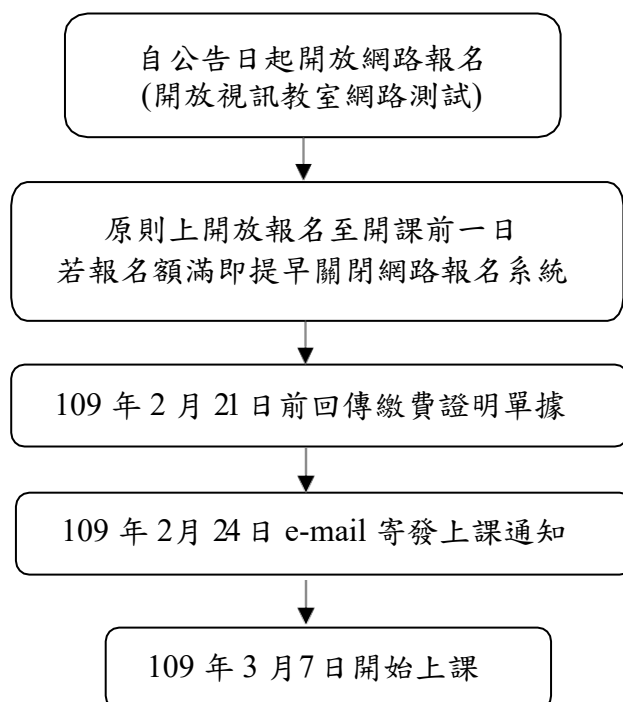 自公告日起開放網路報名
(開放視訊教室網路測試)
原則上開放報名至開課前一日
若報名額滿即提早關閉網路報名系統
109 年 2 月 21 日前回傳繳費證明單據
109 年 2月 24 日 e-mail 寄發上課通知
109 年 3 月7 日開始上課